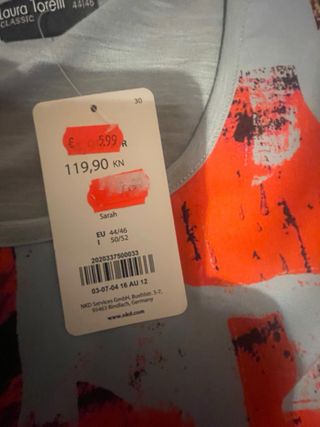 Laura Torelli
CLASSIC
44|46
30
€ 5.99 R
119,90 KN
Sarah
EU 44/46
I 50/52
2020337500033
03-07-04 16 AU 12
NKD Services GmbH, Bühlstr. 5-7,
95463 Bindlach, Germany
www.nkd.com